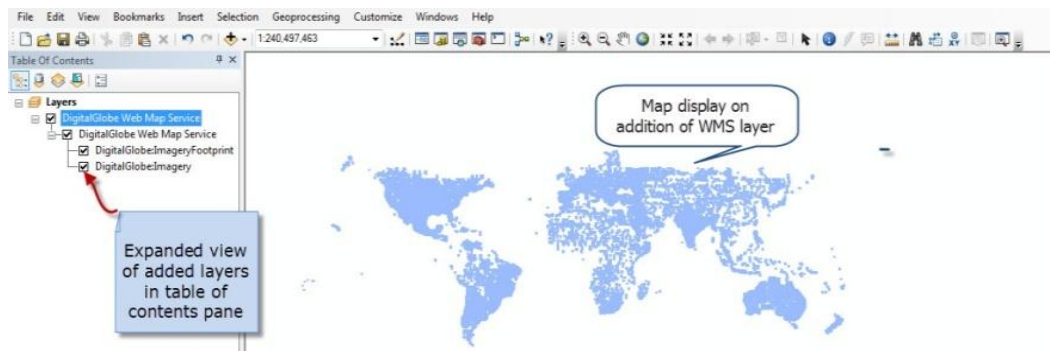 File Edit View Bookmarks Insert Selection Geoprocessing Customize Windows Help
1:240,497,463
Table Of Contents
Layers
DigitalGlobe Web Map Service
DigitalGlobe Web Map Service
DigitalGlobe:ImageryFootprint
DigitalGlobe:Imagery
Map display on
addition of WMS layer
Expanded view
of added layers
in table of
contents pane